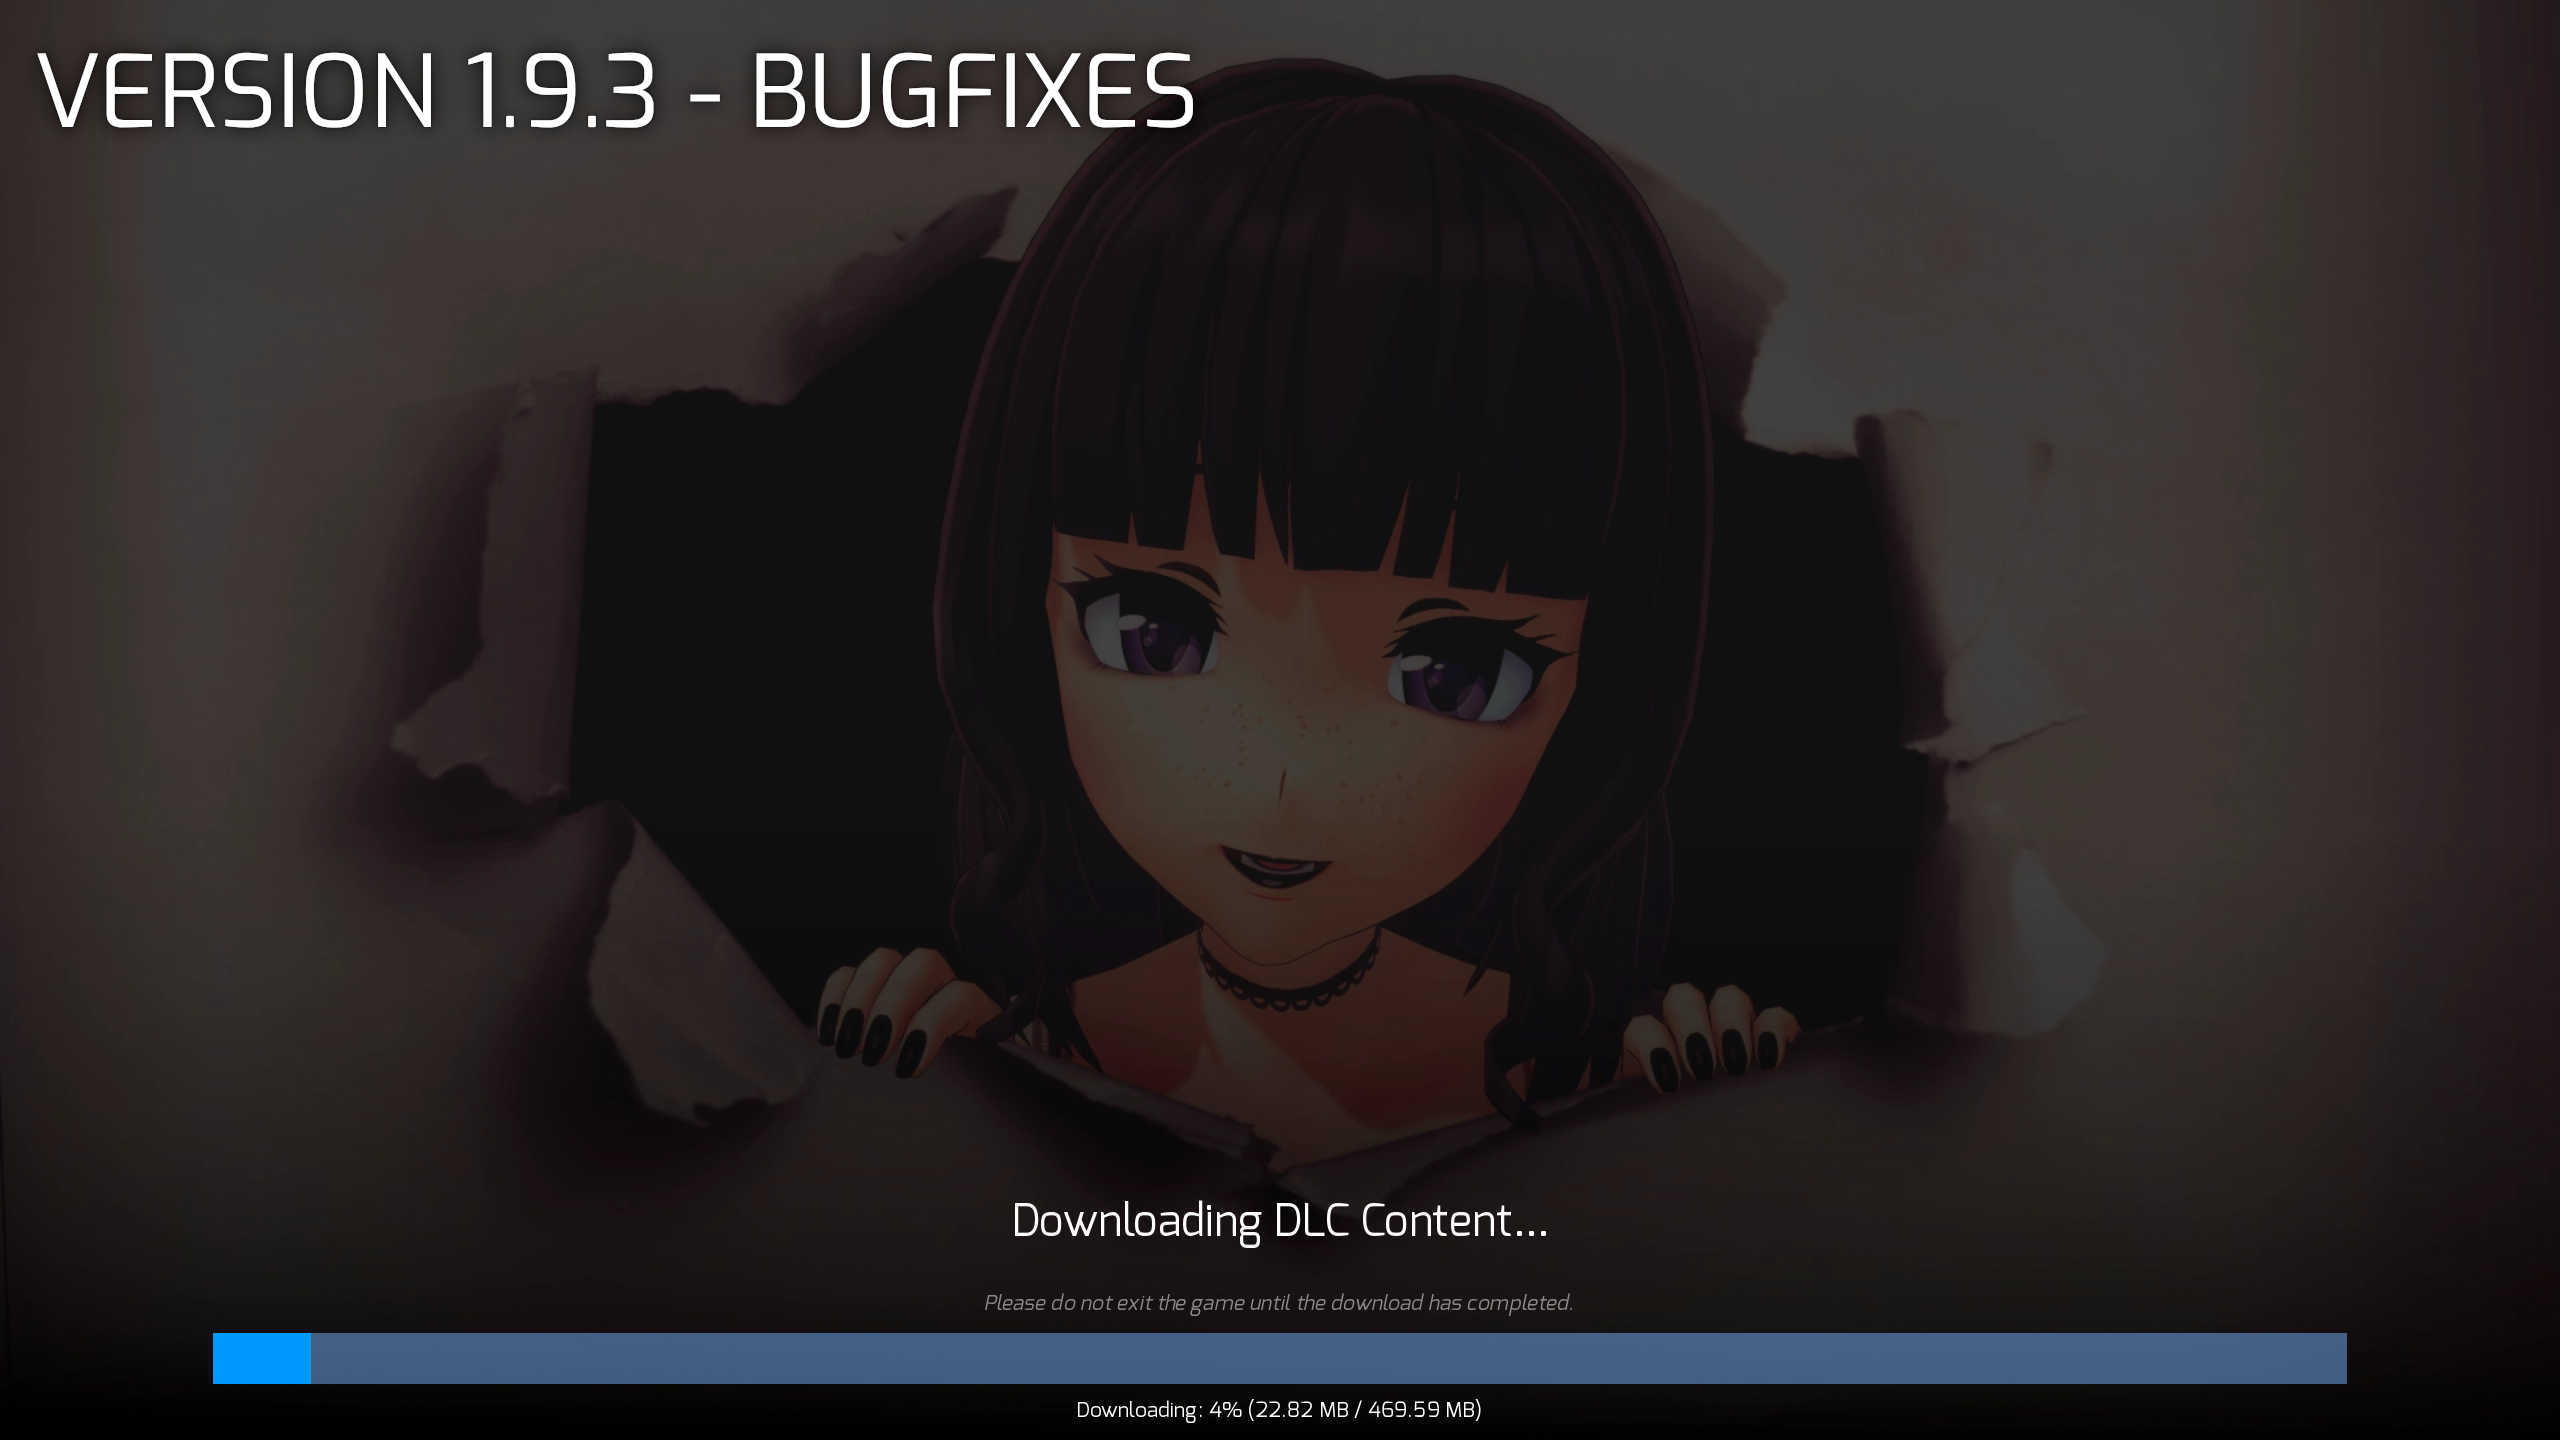 VERSION 1.9.3 - BUGFIXES
Downloading DLC Content...
Please do not exit the game until the download has completed.
Downloading: 4% (22.82 MB / 469.59 MB)